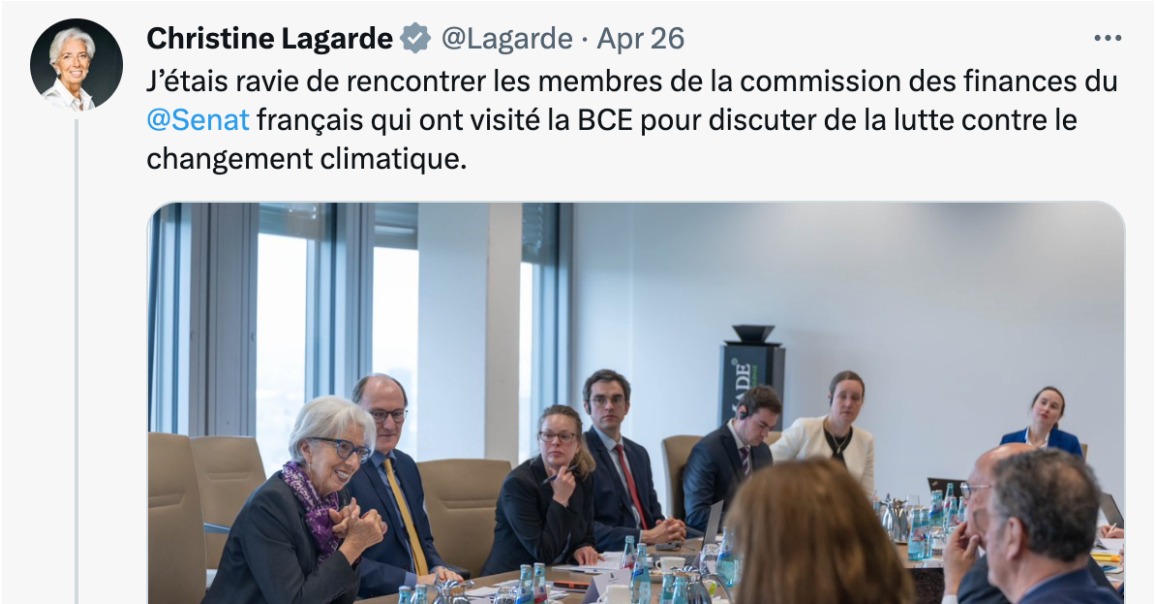 Christine Lagarde @Lagarde · Apr 26
J’étais ravie de rencontrer les membres de la commission des finances du
@Senat français qui ont visité la BCE pour discuter de la lutte contre le
changement climatique.